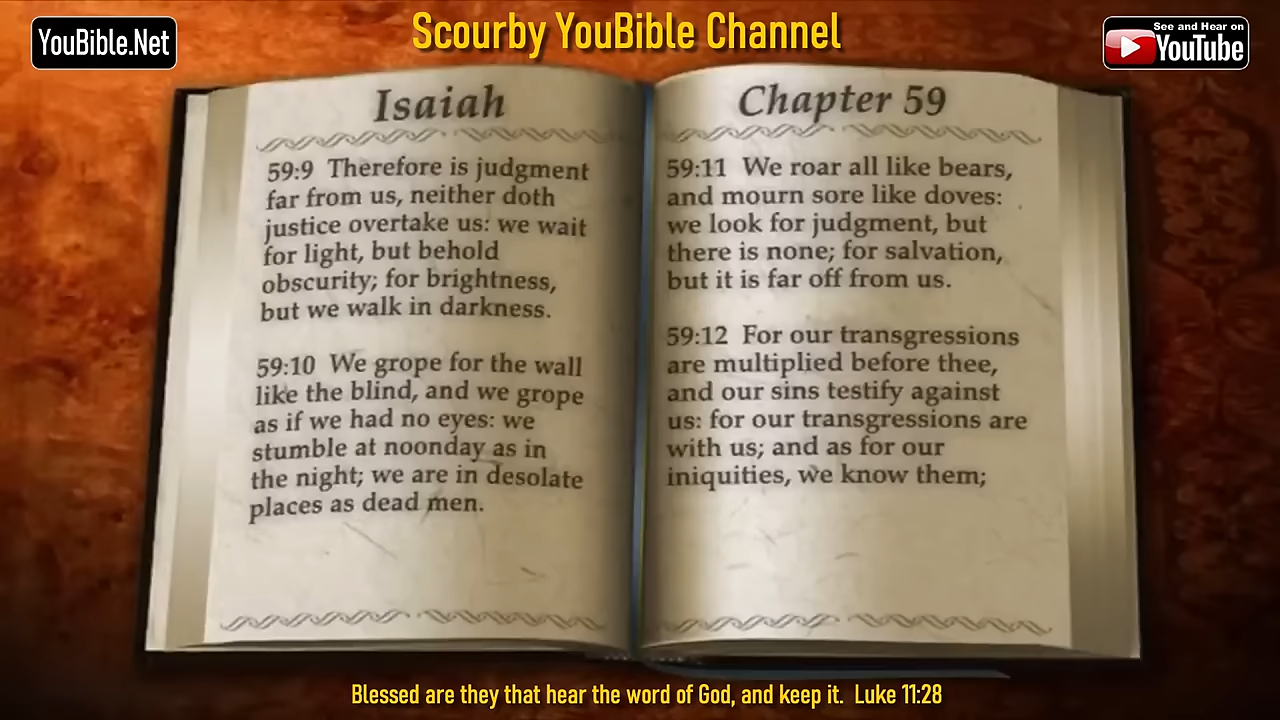 YouBible.Net
Scourby YouBible Channel
See and Hear on
YouTube
Isaiah
59:9 Therefore is judgment
far from us, neither doth
justice overtake us: we wait
for light, but behold
obscurity; for brightness,
but we walk in darkness.
59:10 We grope for the wall
like the blind, and we grope
as if we had no eyes: we
stumble at noonday as in
the night; we are in desolate
places as dead men.
Chapter 59
59:11 We roar all like bears,
and mourn sore like doves:
we look for judgment, but
there is none; for salvation,
but it is far off from us.
59:12 For our transgressions
are multiplied before thee,
and our sins testify against
us: for our transgressions are
with us; and as for our
iniquities, we know them;
Blessed are they that hear the word of God, and keep it. Luke 11:28